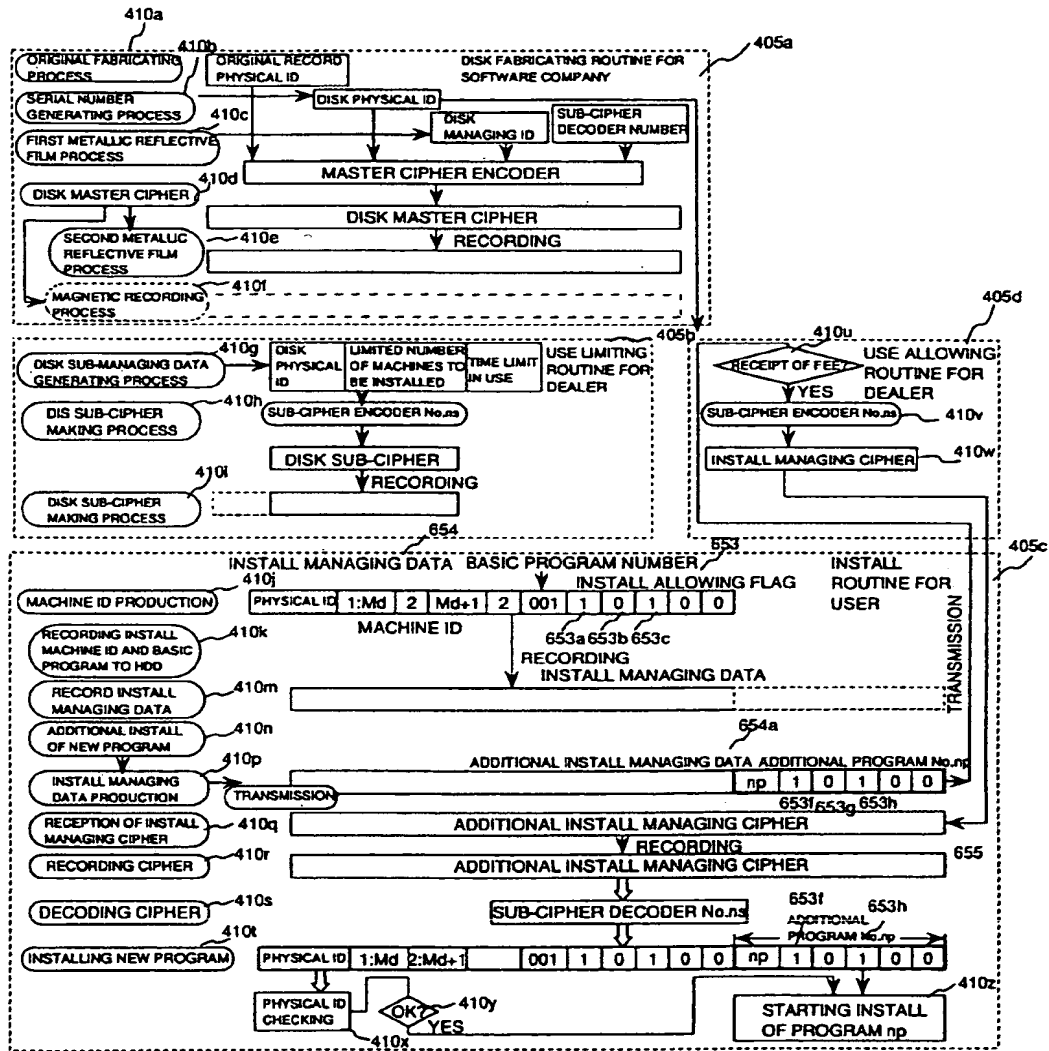 410a
405a
ORIGINAL FABRICATING
PROCESS
410b
ORIGINAL RECORD
PHYSICAL ID
DISK FABRICATING ROUTINE FOR
SOFTWARE COMPANY
SERIAL NUMBER
GENERATING PROCESS
DISK PHYSICAL ID
410c
DISK
MANAGING ID
SUB-CIPHER
DECODER NUMBER
FIRST METALLIC REFLECTIVE
FILM PROCESS
MASTER CIPHER ENCODER
410d
DISK MASTER CIPHER
DISK MASTER CIPHER
SECOND METALLIC
REFLECTIVE FILM
PROCESS
410e
RECORDING
410f
MAGNETIC RECORDING
PROCESS
405b
405d
410g
DISK SUB-MANAGING DATA
GENERATING PROCESS
DISK
PHYSICAL
ID
LIMITED NUMBER
OF MACHINES TO
BE INSTALLED
TIME LIMIT
IN USE
USE LIMITING
ROUTINE FOR
DEALER
410u
RECEIPT OF FEE?
USE ALLOWING
ROUTINE FOR
DEALER
YES
410h
DIS SUB-CIPHER
MAKING PROCESS
SUB-CIPHER ENCODER No.ns
SUB-CIPHER ENCODER No.ns
410v
DISK SUB-CIPHER
INSTALL MANAGING CIPHER
410w
410i
RECORDING
DISK SUB-CIPHER
MAKING PROCESS
654
405c
INSTALL MANAGING DATA BASIC PROGRAM NUMBER 653
INSTALL
ROUTINE FOR
USER
410j
INSTALL ALLOWING FLAG
MACHINE ID PRODUCTION
PHYSICAL ID 1:Md 2 Md+1 2 001 1 0 1 0 0
MACHINE ID
653a 653b 653c
410k
RECORDING INSTALL
MACHINE ID AND BASIC
PROGRAM TO HDD
RECORDING
INSTALL MANAGING DATA
TRANSMISSION
410m
RECORD INSTALL
MANAGING DATA
410n
ADDITIONAL INSTALL
OF NEW PROGRAM
654a
410p
ADDITIONAL INSTALL MANAGING DATA ADDITIONAL PROGRAM No.np
INSTALL MANAGING
DATA PRODUCTION
TRANSMISSION
np 1 0 1 0 0
653f 653g 653h
RECEPTION OF INSTALL
MANAGING CIPHER
410q
ADDITIONAL INSTALL MANAGING CIPHER
RECORDING
655
RECORDING CIPHER
410r
ADDITIONAL INSTALL MANAGING CIPHER
653f
DECODING CIPHER
410s
SUB-CIPHER DECODER No.ns
ADDITIONAL
PROGRAM No.np
653h
410t
INSTALLING NEW PROGRAM
PHYSICAL ID 1:Md 2:Md+1 001 1 0 1 0 0 np 1 0 1 0 0
PHYSICAL ID
CHECKING
OK?
410y
YES
410x
STARTING INSTALL
OF PROGRAM np
410z